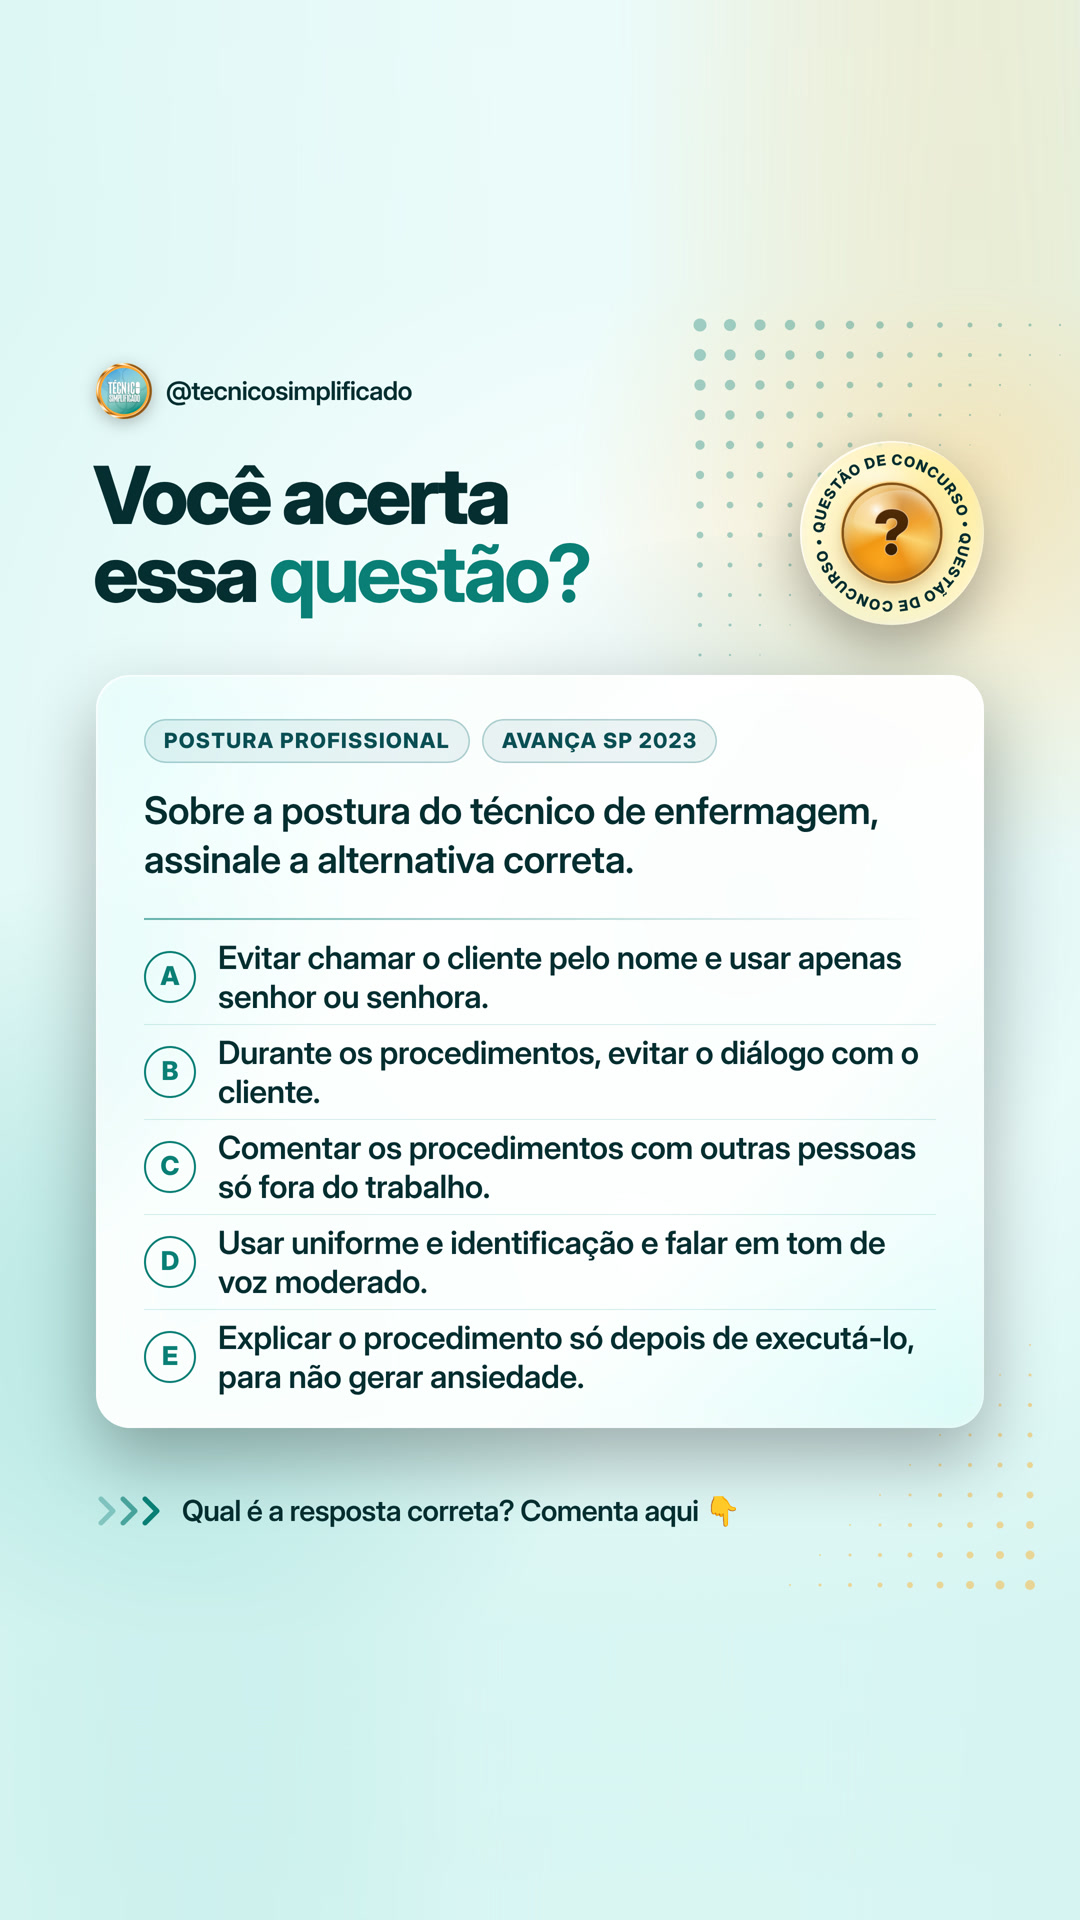 TÉCNICO
SIMPLIFICADO
@tecnicosimplificado
Você acerta
essa questão?
QUESTÃO DE CONCURSO • QUESTÃO DE CONCURSO •
?
POSTURA PROFISSIONAL
AVANÇA SP 2023
Sobre a postura do técnico de enfermagem,
assinale a alternativa correta.
A Evitar chamar o cliente pelo nome e usar apenas
senhor ou senhora.
B Durante os procedimentos, evitar o diálogo com o
cliente.
C Comentar os procedimentos com outras pessoas
só fora do trabalho.
D Usar uniforme e identificação e falar em tom de
voz moderado.
E Explicar o procedimento só depois de executá-lo,
para não gerar ansiedade.
Qual é a resposta correta? Comenta aqui 👇